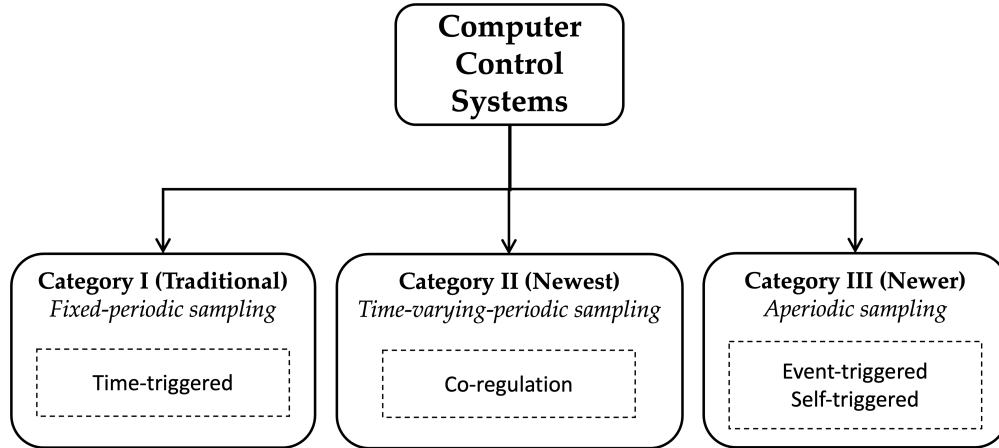 Computer
Control
Systems
Category I (Traditional)
Fixed-periodic sampling
Time-triggered
Category II (Newest)
Time-varying-periodic sampling
Co-regulation
Category III (Newer)
Aperiodic sampling
Event-triggered
Self-triggered